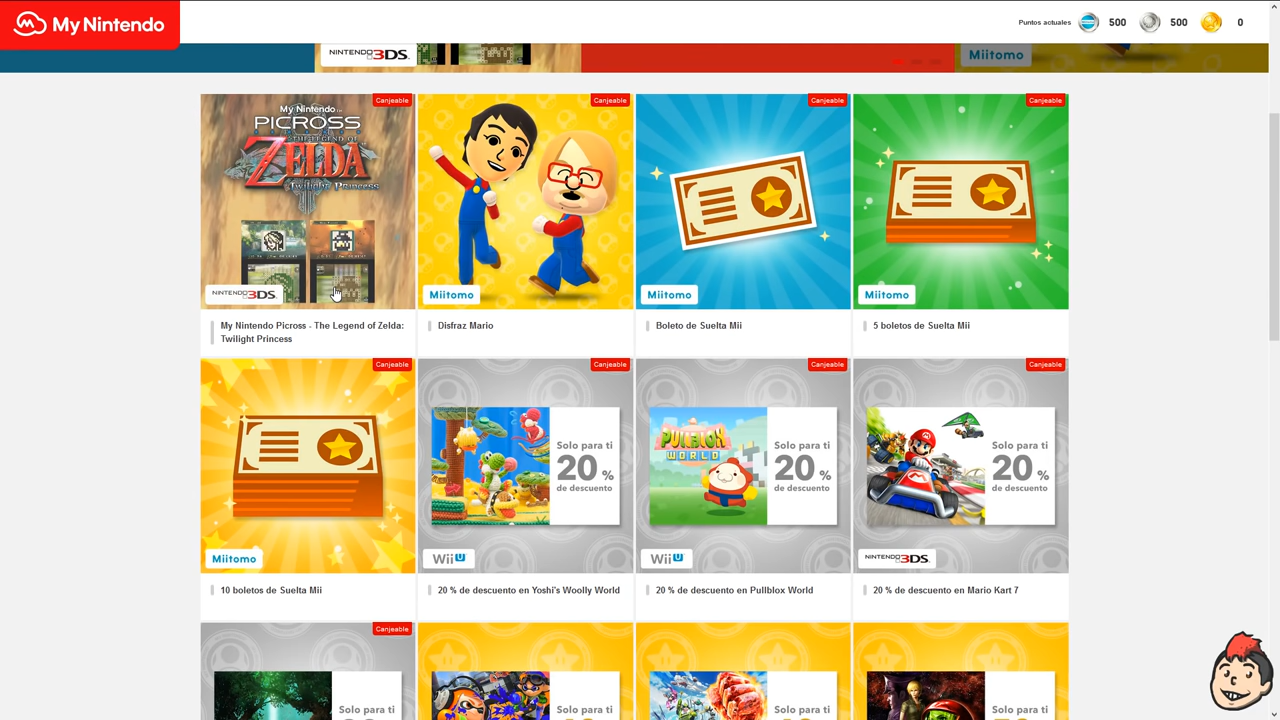 My Nintendo
Puntos actuales 500 500 0
NINTENDO 3DS
Miitomo
Canjeable
Canjeable
Canjeable
Canjeable
My Nintendo
PICROSS
THE LEGEND OF
ZELDA
Twilight Princess
NINTENDO 3DS
Miitomo
Miitomo
Miitomo
My Nintendo Picross - The Legend of Zelda:
Twilight Princess
Disfraz Mario
Boleto de Suelta Mii
5 boletos de Suelta Mii
Canjeable
Canjeable
Canjeable
Canjeable
Solo para ti
20 %
de descuento
PULLBLOX
WORLD
Solo para ti
20 %
de descuento
Solo para ti
20 %
de descuento
Miitomo
Wii U
Wii U
NINTENDO 3DS
10 boletos de Suelta Mii
20 % de descuento en Yoshi's Woolly World
20 % de descuento en Pullblox World
20 % de descuento en Mario Kart 7
Canjeable
Solo para ti
Solo para ti
Solo para ti
Solo para ti